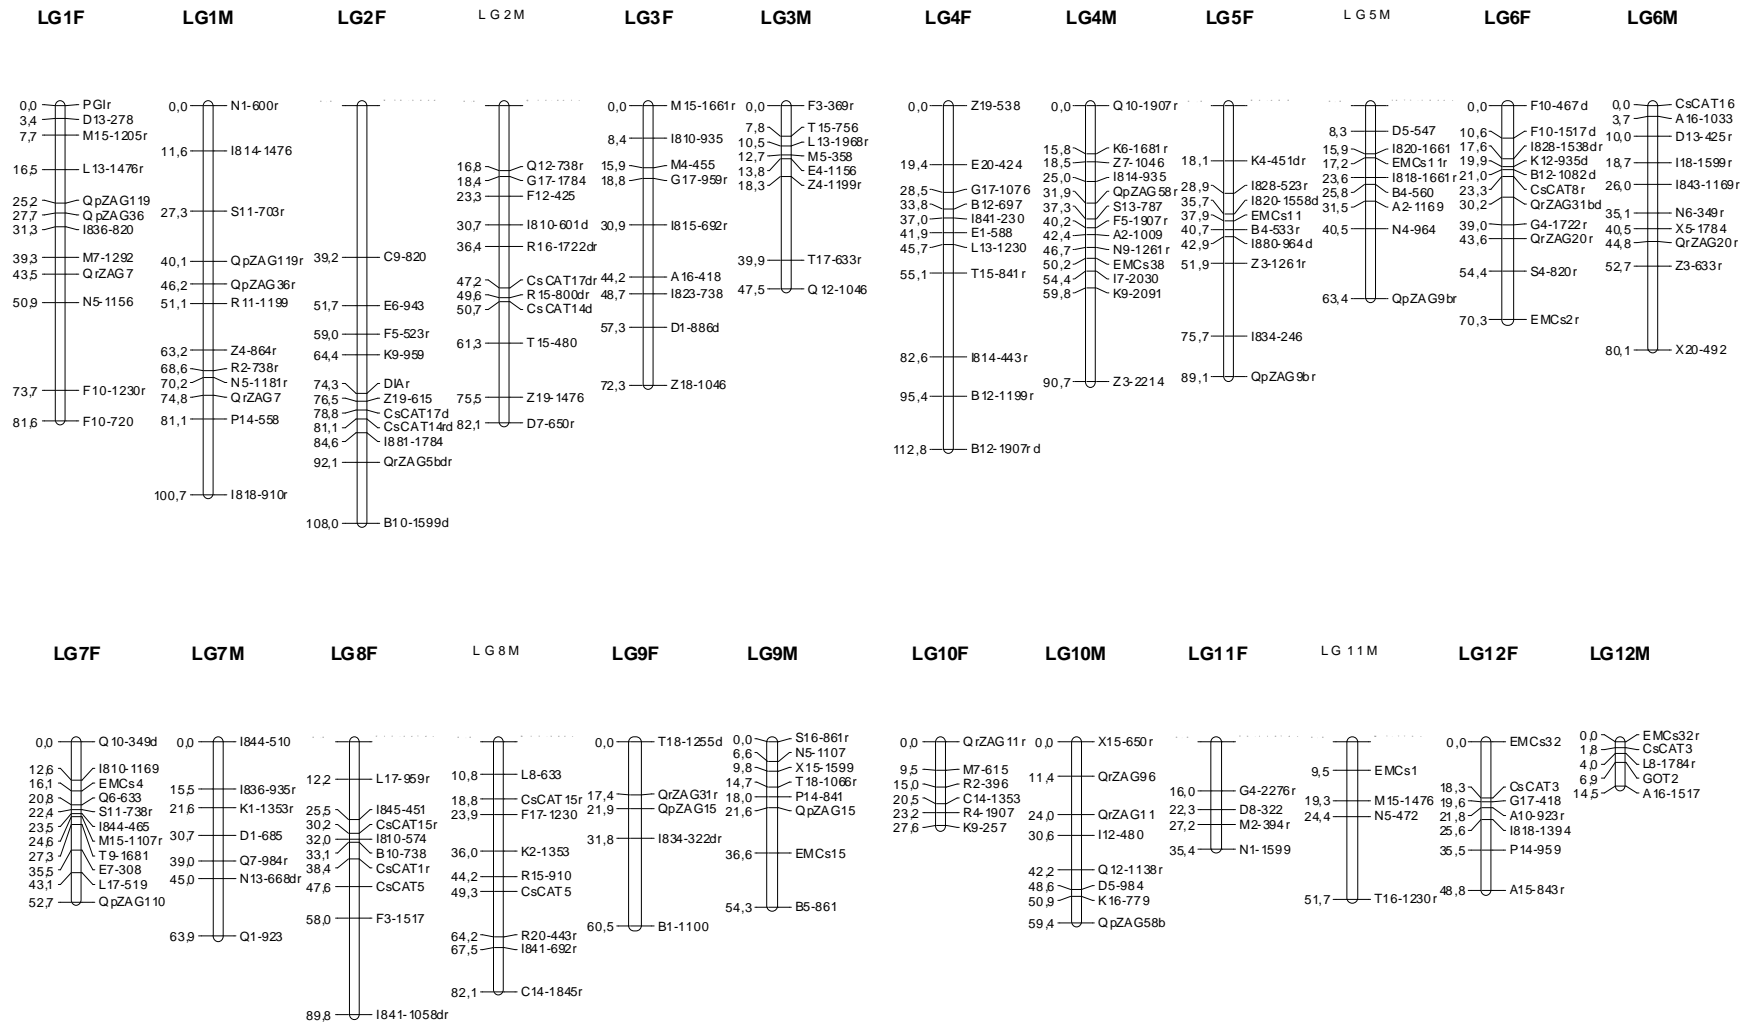 LG1F
0,0 PGIr
3,4 D13-278
7,7 M15-1205r
16,5 L13-1476r
25,2 QpZAG119
27,7 QpZAG36
31,3 I836-820
39,3 M7-1292
43,5 QrZAG7
50,9 N5-1156
73,7 F10-1230r
81,6 F10-720
LG1M
0,0 N1-600r
11,6 I814-1476
27,3 S11-703r
40,1 QpZAG119r
46,2 QpZAG36r
51,1 R11-1199
63,2 Z4-864r
68,6 R2-738r
70,2 N5-1181r
74,8 QrZAG7
81,1 P14-558
100,7 I818-910r
LG2F
39,2 C9-820
51,7 E6-943
59,0 F5-523r
64,4 K9-959
74,3 DIAr
76,5 Z19-615
78,8 CsCAT17d
81,1 CsCAT14rd
84,6 I881-1784
92,1 QrZAG5bdr
108,0 B10-1599d
LG2M
16,8 Q12-738r
18,4 G17-1784
23,3 F12-425
30,7 I810-601d
36,4 R16-1722dr
47,2 CsCAT17dr
49,6 R15-800dr
50,7 CsCAT14d
61,3 T15-480
75,5 Z19-1476
82,1 D7-650r
LG3F
0,0 M15-1661r
8,4 I810-935
15,9 M4-455
18,8 G17-959r
30,9 I815-692r
44,2 A16-418
48,7 I823-738
57,3 D1-886d
72,3 Z18-1046
LG3M
0,0 F3-369r
7,8 T15-756
10,5 L13-1968r
12,7 M5-358
13,8 E4-1156
18,3 Z4-1199r
39,9 T17-633r
47,5 Q12-1046
LG4F
0,0 Z19-538
19,4 E20-424
28,5 G17-1076
33,8 B12-697
37,0 I841-230
41,9 E1-588
45,7 L13-1230
55,1 T15-841r
82,6 I814-443r
95,4 B12-1199r
112,8 B12-1907rd
LG4M
0,0 Q10-1907r
15,8 K6-1681r
18,5 Z7-1046
25,0 I814-935
31,9 QpZAG58r
37,3 S13-787
40,2 F5-1907r
42,4 A2-1009
46,7 N9-1261r
50,2 EMCs38
54,4 I7-2030
59,8 K9-2091
90,7 Z3-2214
LG5F
18,1 K4-451dr
28,9 I828-523r
35,7 I820-1558d
37,9 EMCs11
40,7 B4-533r
42,9 I880-964d
51,9 Z3-1261r
75,7 I834-246
89,1 QpZAG9br
LG5M
8,3 D5-547
15,9 I820-1661
17,2 EMCs11r
23,6 I818-1661r
25,8 B4-560
31,5 A2-1169
40,5 N4-964
63,4 QpZAG9br
LG6F
0,0 F10-467d
10,6 F10-1517d
17,6 I828-1538dr
19,9 K12-935d
21,0 B12-1082d
23,3 CsCAT8r
30,2 QrZAG31bd
39,0 G4-1722r
43,6 QrZAG20r
54,4 S4-820r
70,3 EMCs2r
LG6M
0,0 CsCAT16
3,7 A16-1033
10,0 D13-425r
18,7 I18-1599r
26,0 I843-1169r
35,1 N6-349r
40,5 X5-1784
44,8 QrZAG20r
52,7 Z3-633r
80,1 X20-492
LG7F
0,0 Q10-349d
12,6 I810-1169
16,1 EMCs4
20,8 Q6-633
22,4 S11-738r
23,5 I844-465
24,6 M15-1107r
27,3 T9-1681
35,5 E7-308
43,1 L17-519
52,7 QpZAG110
LG7M
0,0 I844-510
15,5 I836-935r
21,6 K1-1353r
30,7 D1-685
39,0 Q7-984r
45,0 N13-668dr
63,9 Q1-923
LG8F
12,2 L17-959r
25,5 I845-451
30,2 CsCAT15r
32,0 I810-574
33,1 B10-738
38,4 CsCAT1r
47,6 CsCAT5
58,0 F3-1517
89,8 I841-1058dr
LG8M
10,8 L8-633
18,8 CsCAT15r
23,9 F17-1230
36,0 K2-1353
44,2 R15-910
49,3 CsCAT5
64,2 R20-443r
67,5 I841-692r
82,1 C14-1845r
LG9F
0,0 T18-1255d
17,4 QrZAG31r
21,9 QpZAG15
31,8 I834-322dr
60,5 B1-1100
LG9M
0,0 S16-861r
6,6 N5-1107
9,8 X15-1599
14,7 T18-1066r
18,0 P14-841
21,6 QpZAG15
36,6 EMCs15
54,3 B5-861
LG10F
0,0 QrZAG11r
9,5 M7-615
15,0 R2-396
20,5 C14-1353
23,2 R4-1907
27,6 K9-257
LG10M
0,0 X15-650r
11,4 QrZAG96
24,0 QrZAG11
30,6 I12-480
42,2 Q12-1138r
48,6 D5-984
50,9 K16-779
59,4 QpZAG58b
LG11F
16,0 G4-2276r
22,3 D8-322
27,2 M2-394r
35,4 N1-1599
LG11M
9,5 EMCs1
19,3 M15-1476
24,4 N5-472
51,7 T16-1230r
LG12F
0,0 EMCs32
18,3 CsCAT3
19,6 G17-418
21,8 A10-923r
25,6 I818-1394
35,5 P14-959
48,8 A15-843r
LG12M
0,0 EMCs32r
1,8 CsCAT3
4,0 L8-1784r
6,9 GOT2
14,5 A16-1517